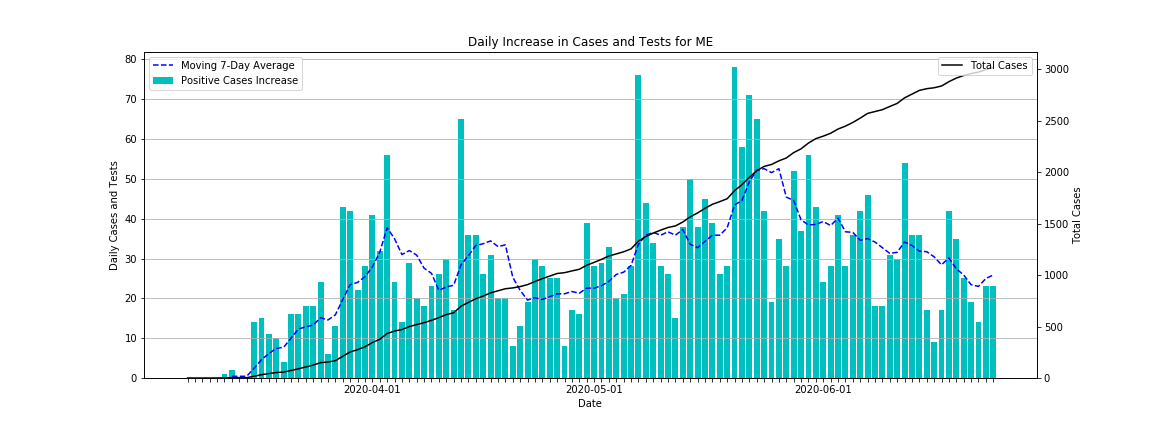 Daily Increase in Cases and Tests for ME
Moving 7-Day Average
Positive Cases Increase
Total Cases
80
70
60
50
40
30
20
10
0
Daily Cases and Tests
3000
2500
2000
1500
1000
500
0
Total Cases
2020-04-01
2020-05-01
2020-06-01
Date